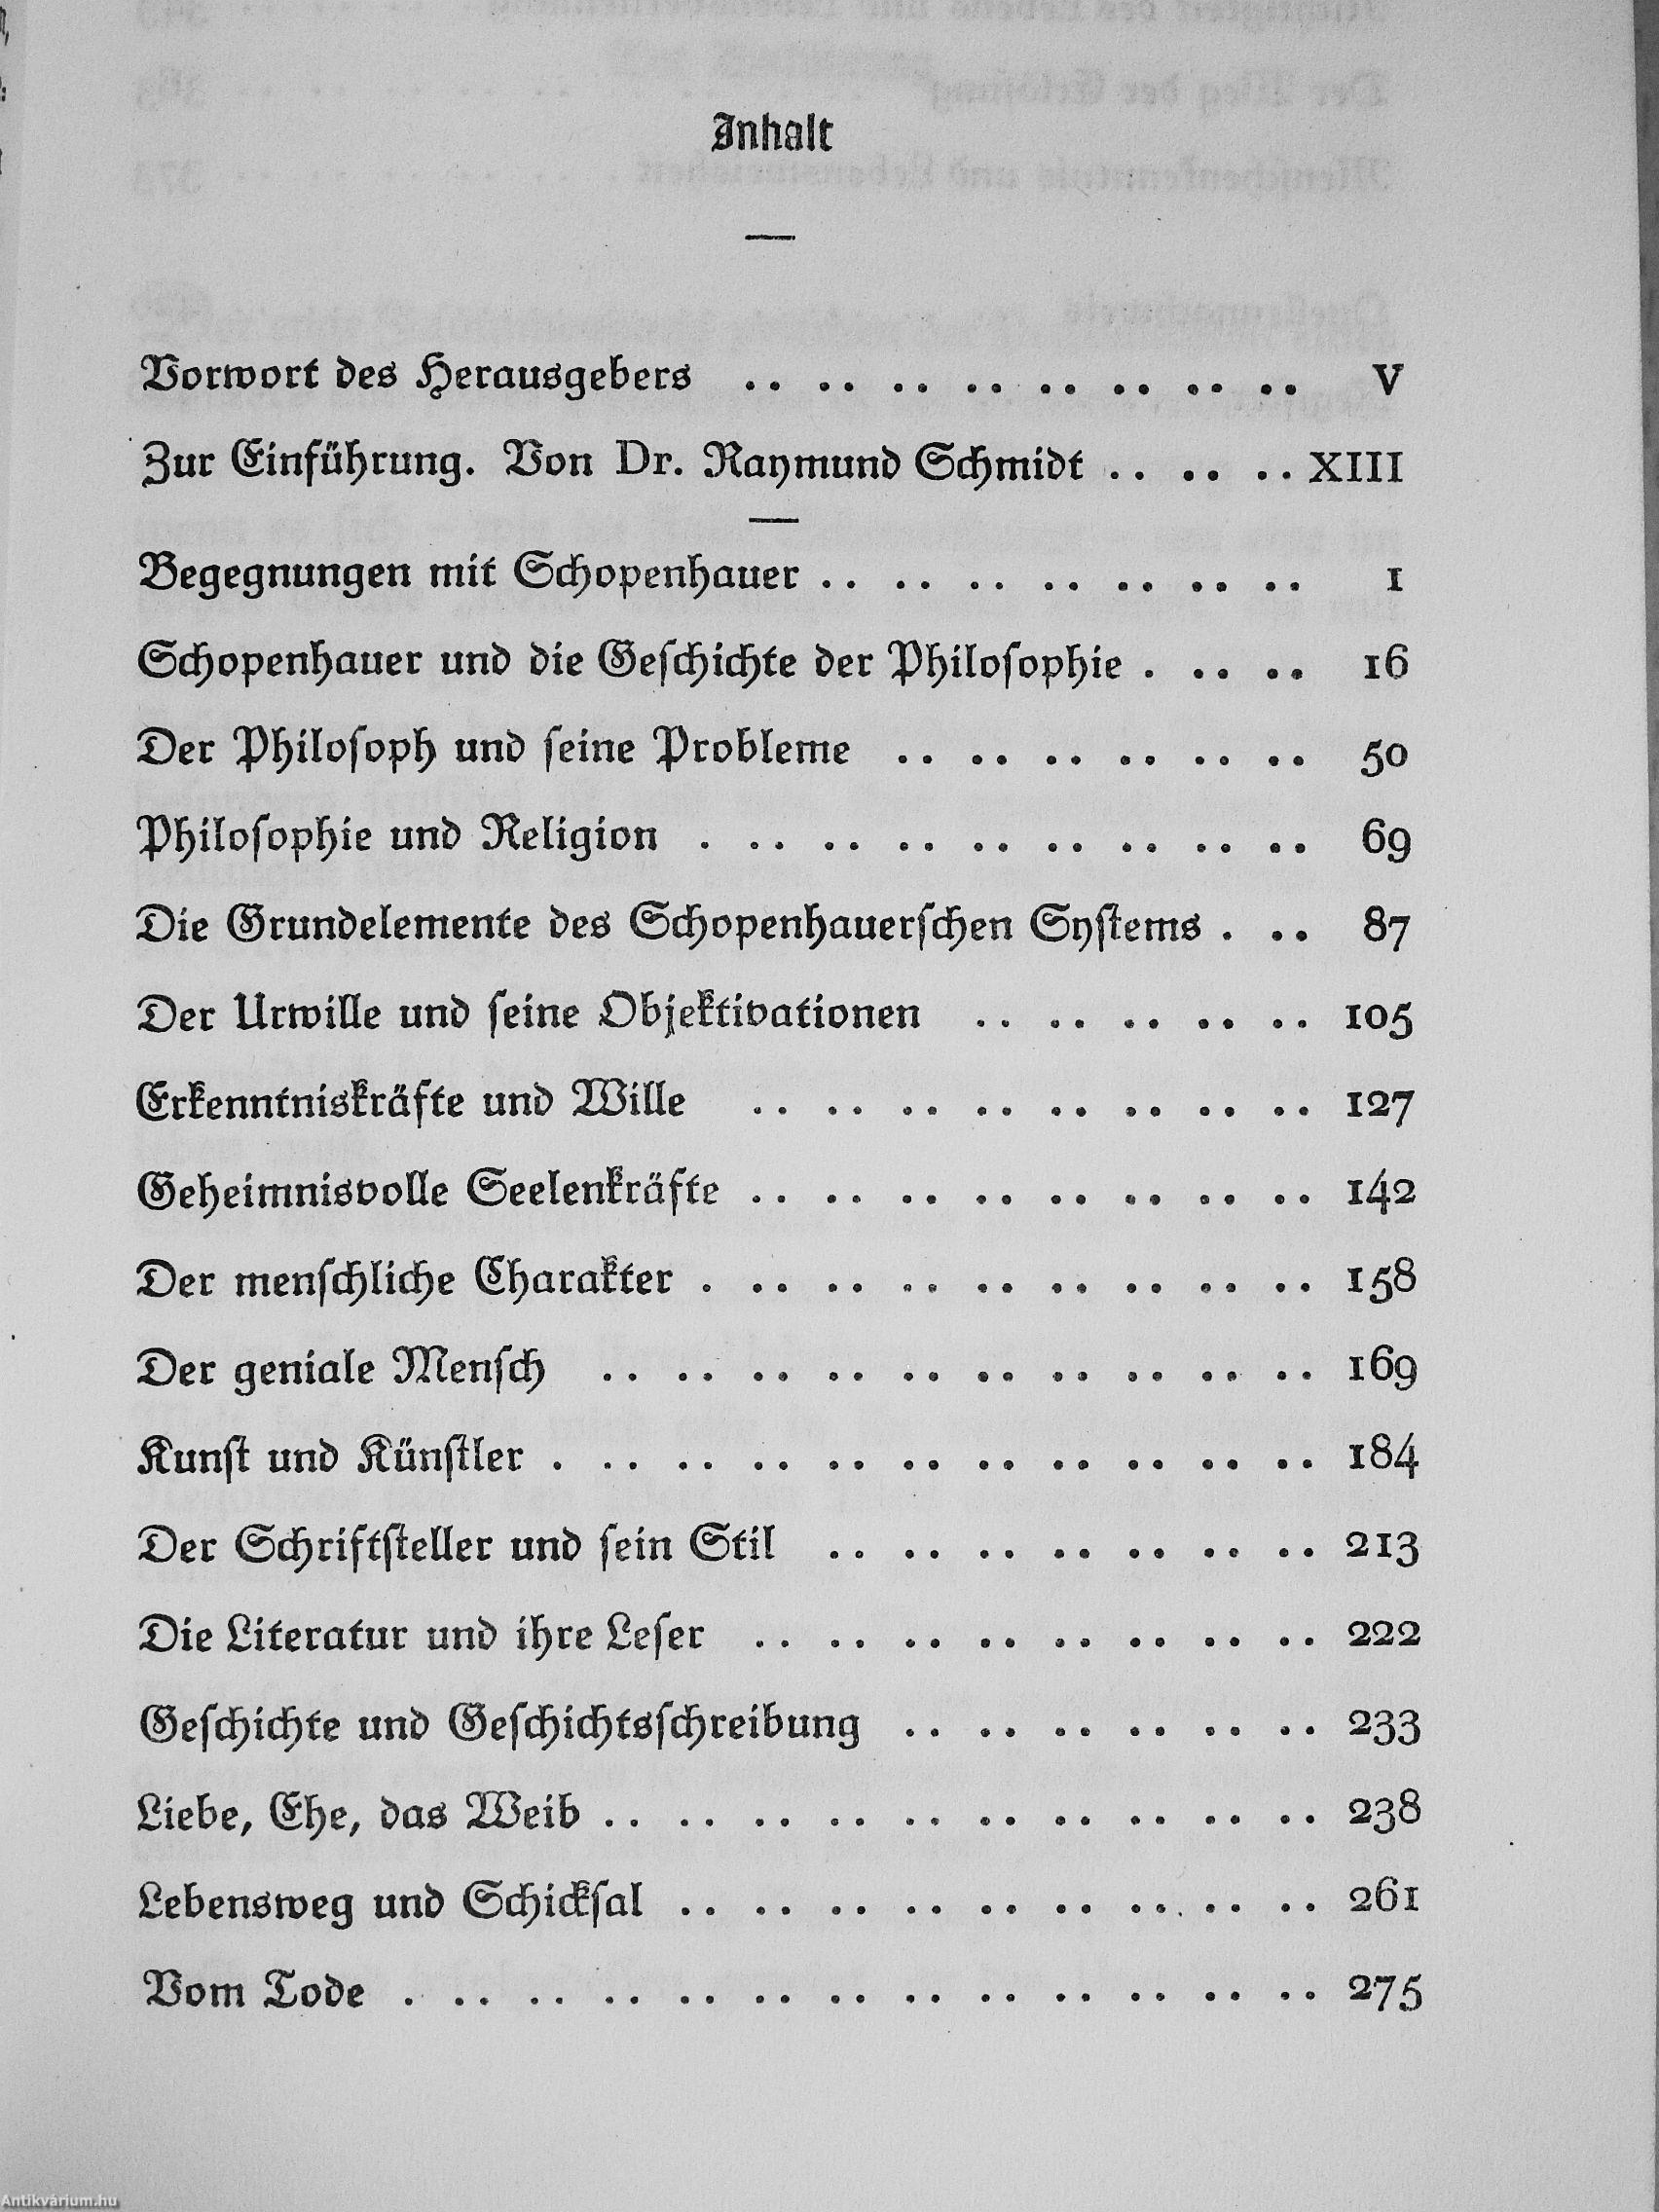 Inhalt
Vorwort des Herausgebers .. .. .. .. .. .. .. .. V
Zur Einführung. Von Dr. Raymund Schmidt .. .. .. XIII
Begegnungen mit Schopenhauer .. .. .. .. .. .. .. 1
Schopenhauer und die Geſchichte der Philoſophie . .. .. 16
Der Philoſoph und ſeine Probleme .. .. .. .. .. .. 50
Philoſophie und Religion . .. .. .. .. .. .. .. .. 69
Die Grundelemente des Schopenhauerſchen Syſtems . .. 87
Der Urwille und ſeine Objektivationen .. .. .. .. .. 105
Erkenntniskräfte und Wille .. .. .. .. .. .. .. .. 127
Geheimnisvolle Seelenkräfte .. .. .. .. .. .. .. .. 142
Der menſchliche Charakter . .. .. .. .. .. .. .. .. 158
Der geniale Menſch .. .. .. .. .. .. .. .. .. .. 169
Kunſt und Künſtler . .. .. .. .. .. .. .. .. .. .. 184
Der Schriftſteller und ſein Stil .. .. .. .. .. .. .. 213
Die Literatur und ihre Leſer .. .. .. .. .. .. .. .. 222
Geſchichte und Geſchichtsſchreibung .. .. .. .. .. .. 233
Liebe, Ehe, das Weib .. .. .. .. .. .. .. .. .. .. 238
Lebensweg und Schickſal .. .. .. .. .. .. .. .. .. 261
Vom Tode . .. .. .. .. .. .. .. .. .. .. .. .. 275
Antikvárium.hu